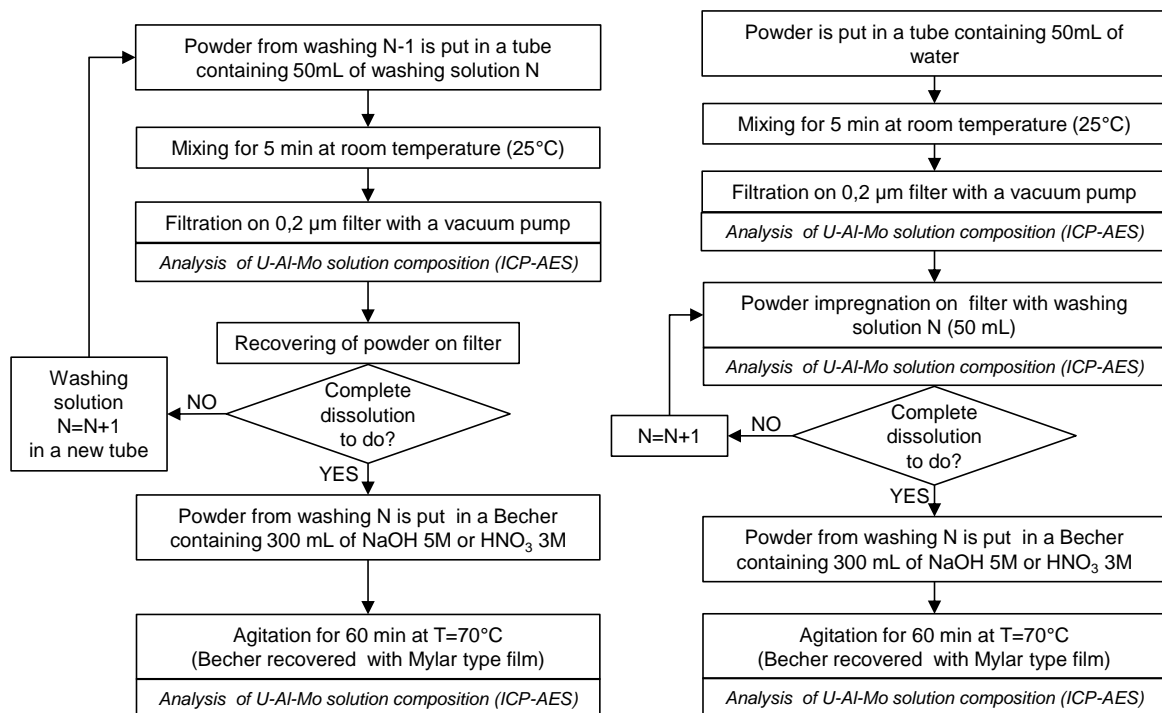 Powder from washing N-1 is put in a tube
containing 50mL of washing solution N
Mixing for 5 min at room temperature (25°C)
Filtration on 0,2 µm filter with a vacuum pump
Analysis of U-Al-Mo solution composition (ICP-AES)
Recovering of powder on filter
Complete
dissolution
to do?
NO
Washing
solution
N=N+1
in a new tube
YES
Powder from washing N is put in a Becher
containing 300 mL of NaOH 5M or HNO₃ 3M
Agitation for 60 min at T=70°C
(Becher recovered with Mylar type film)
Analysis of U-Al-Mo solution composition (ICP-AES)
Powder is put in a tube containing 50mL of
water
Mixing for 5 min at room temperature (25°C)
Filtration on 0,2 µm filter with a vacuum pump
Analysis of U-Al-Mo solution composition (ICP-AES)
Powder impregnation on filter with washing
solution N (50 mL)
Analysis of U-Al-Mo solution composition (ICP-AES)
Complete
dissolution
to do?
NO
N=N+1
YES
Powder from washing N is put in a Becher
containing 300 mL of NaOH 5M or HNO₃ 3M
Agitation for 60 min at T=70°C
(Becher recovered with Mylar type film)
Analysis of U-Al-Mo solution composition (ICP-AES)